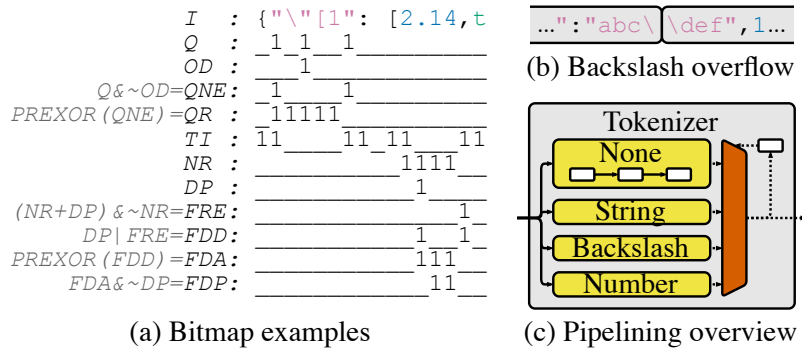 I : {"\"[1": [2.14,t
Q : _1_1__1_________
OD : ___1____________
Q&~OD=QNE: _1____1_________
PREXOR(QNE)=QR : _11111__________
TI : 11____11_11___11
NR : __________1111__
DP : ___________1____
(NR+DP)&~NR=FRE: ______________1_
DP|FRE=FDD: ___________1__1_
PREXOR(FDD)=FDA: ___________111__
FDA&~DP=FDP: ____________11__
(a) Bitmap examples
…":"abc\ \def",1…
(b) Backslash overflow
Tokenizer
None
String
Backslash
Number
(c) Pipelining overview